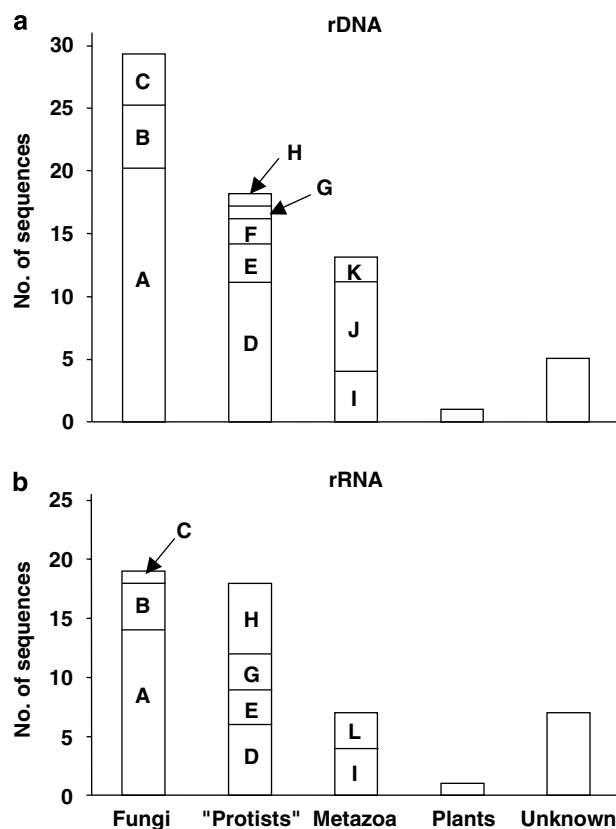 a
rDNA
No. of sequences
30
25
20
15
10
5
0
C
B
A
H
G
F
E
D
K
J
I
b
rRNA
No. of sequences
25
20
15
10
5
0
C
B
A
H
G
E
D
L
I
Fungi "Protists" Metazoa Plants Unknown